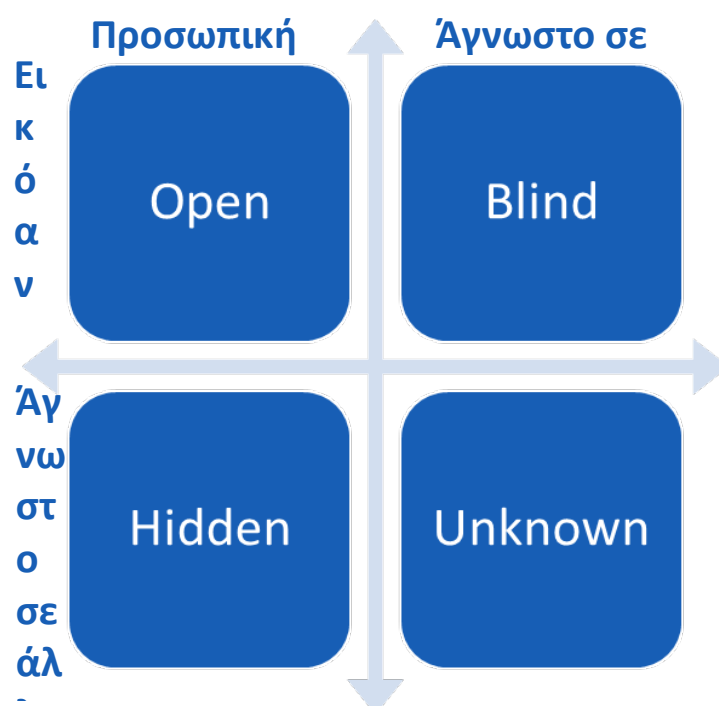 Προσωπική
Άγνωστο σε
Ει
κ
ό
α
ν
Open
Blind
Άγ
νω
στ
ο
σε
άλ
Hidden
Unknown